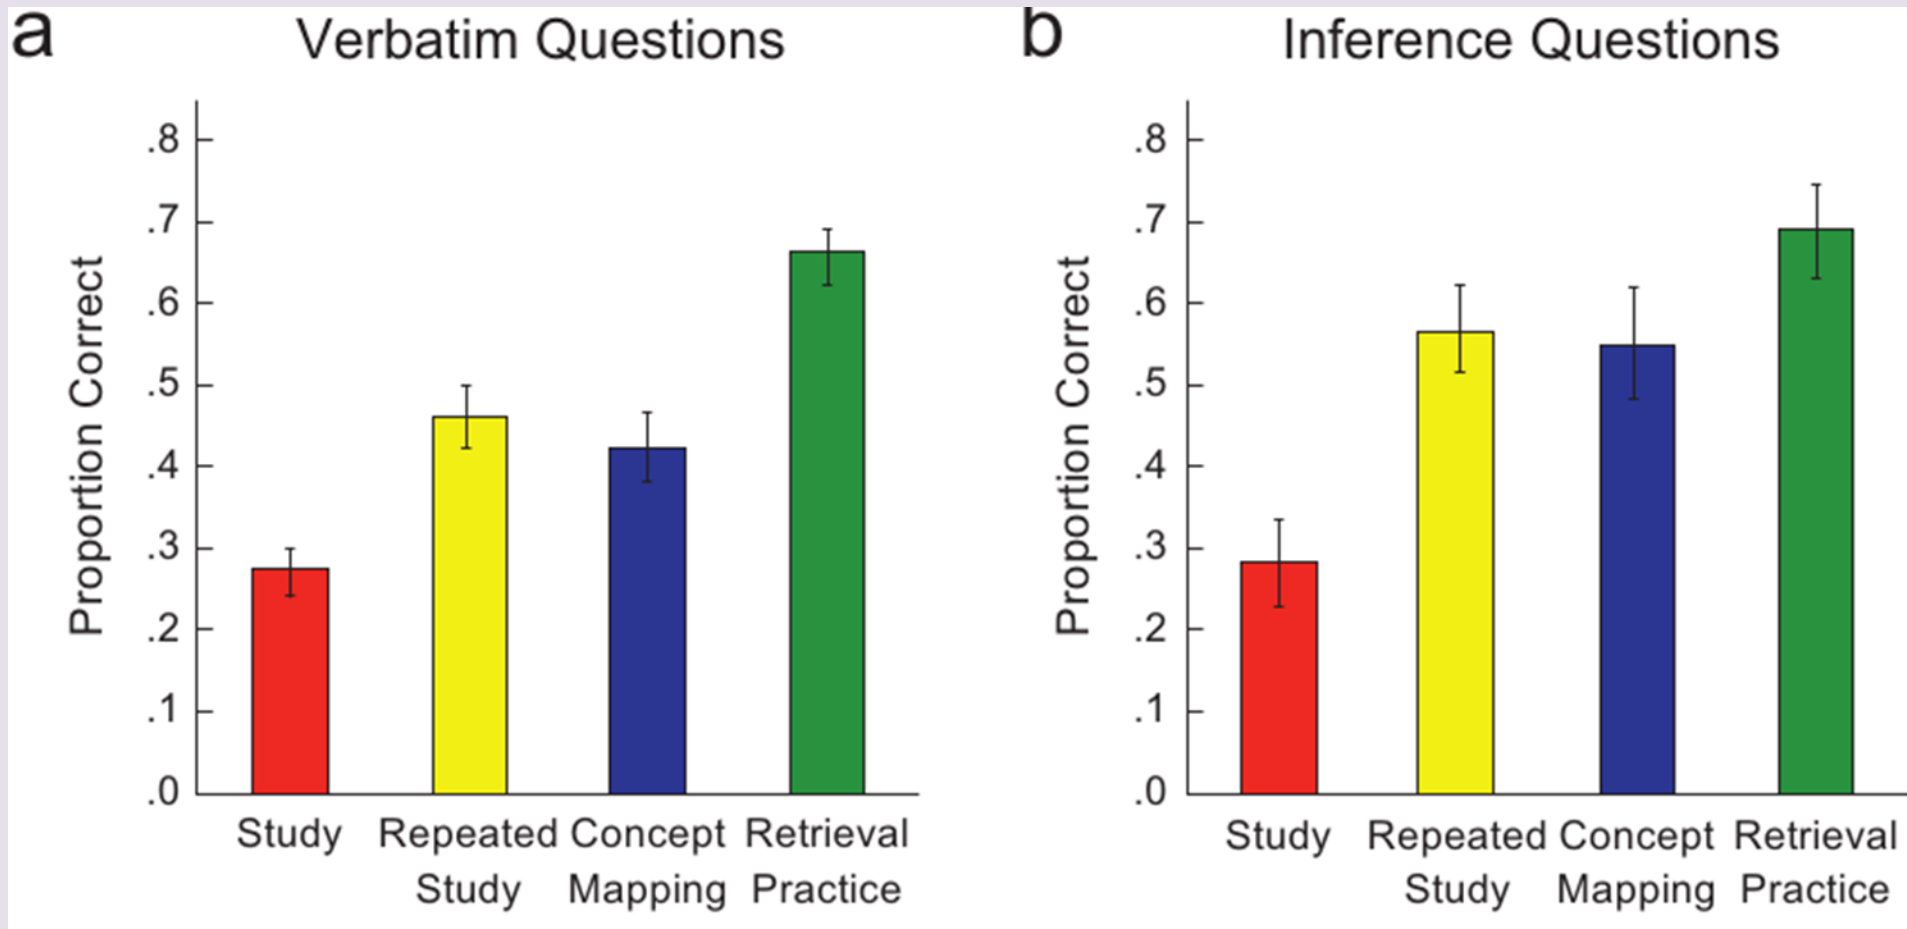 a
Verbatim Questions
Proportion Correct
.8
.7
.6
.5
.4
.3
.2
.1
.0
Study
Repeated Study
Concept Mapping
Retrieval Practice
b
Inference Questions
Proportion Correct
.8
.7
.6
.5
.4
.3
.2
.1
.0
Study
Repeated Study
Concept Mapping
Retrieval Practice